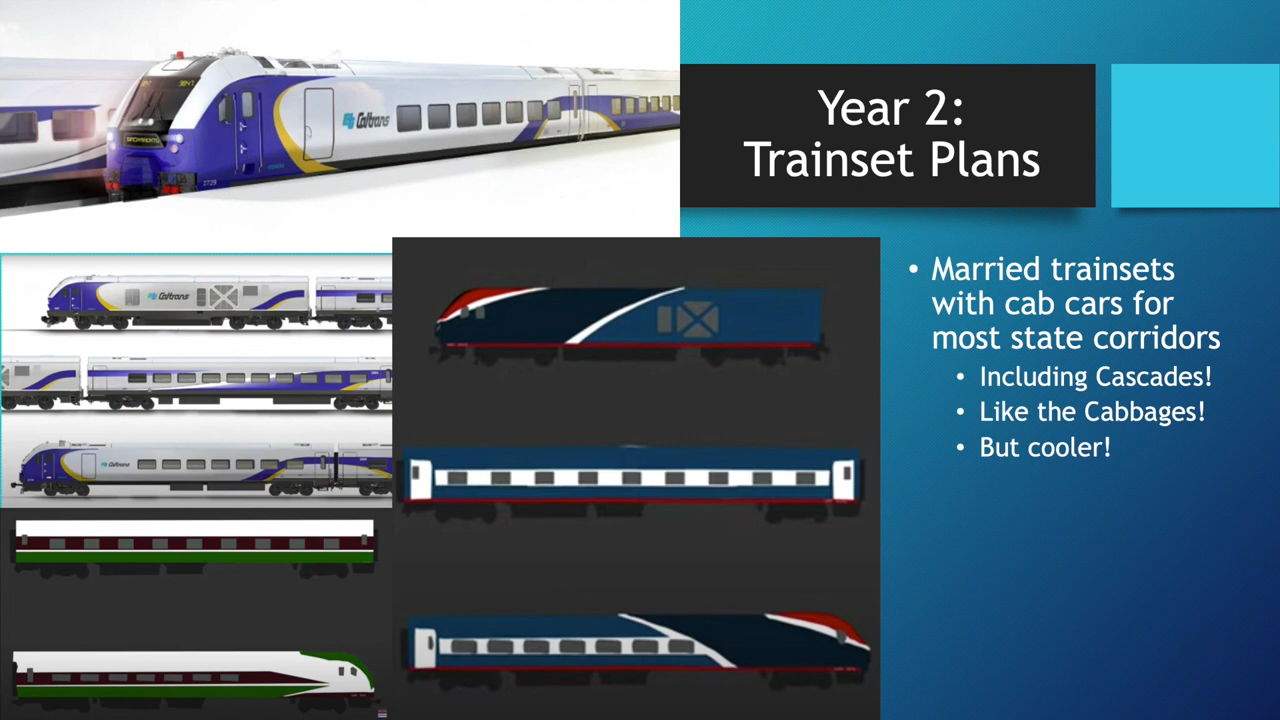 Year 2:
Trainset Plans
Caltrans
2729
Caltrans
Caltrans
• Married trainsets
with cab cars for
most state corridors
• Including Cascades!
• Like the Cabbages!
• But cooler!